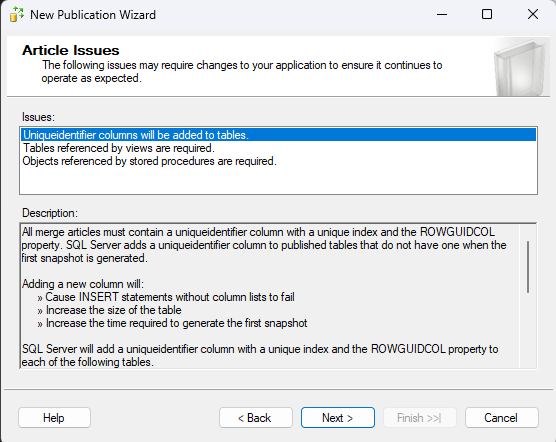 New Publication Wizard
Article Issues
The following issues may require changes to your application to ensure it continues to
operate as expected.
Issues:
Uniqueidentifier columns will be added to tables.
Tables referenced by views are required.
Objects referenced by stored procedures are required.
Description:
All merge articles must contain a uniqueidentifier column with a unique index and the ROWGUIDCOL
property. SQL Server adds a uniqueidentifier column to published tables that do not have one when the
first snapshot is generated.
Adding a new column will:
» Cause INSERT statements without column lists to fail
» Increase the size of the table
» Increase the time required to generate the first snapshot
SQL Server will add a uniqueidentifier column with a unique index and the ROWGUIDCOL property to
each of the following tables.
Help
< Back
Next >
Finish >>|
Cancel